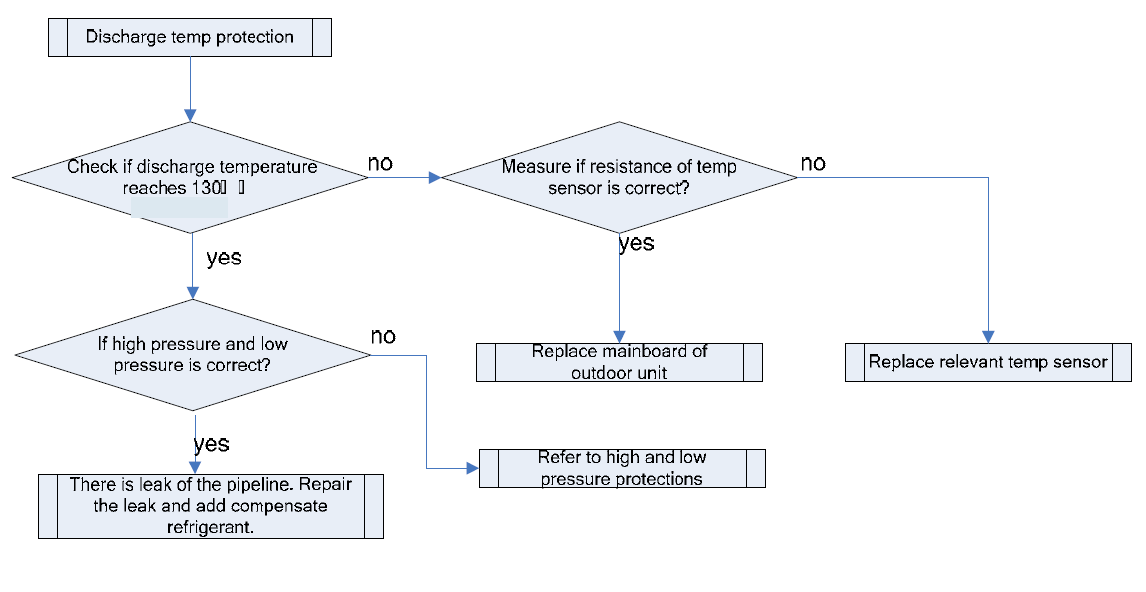 Discharge temp protection
Check if discharge temperature
reaches 130
no
Measure if resistance of temp
sensor is correct?
no
yes
yes
If high pressure and low
pressure is correct?
no
Replace mainboard of
outdoor unit
Replace relevant temp sensor
yes
Refer to high and low
pressure protections
There is leak of the pipeline. Repair
the leak and add compensate
refrigerant.